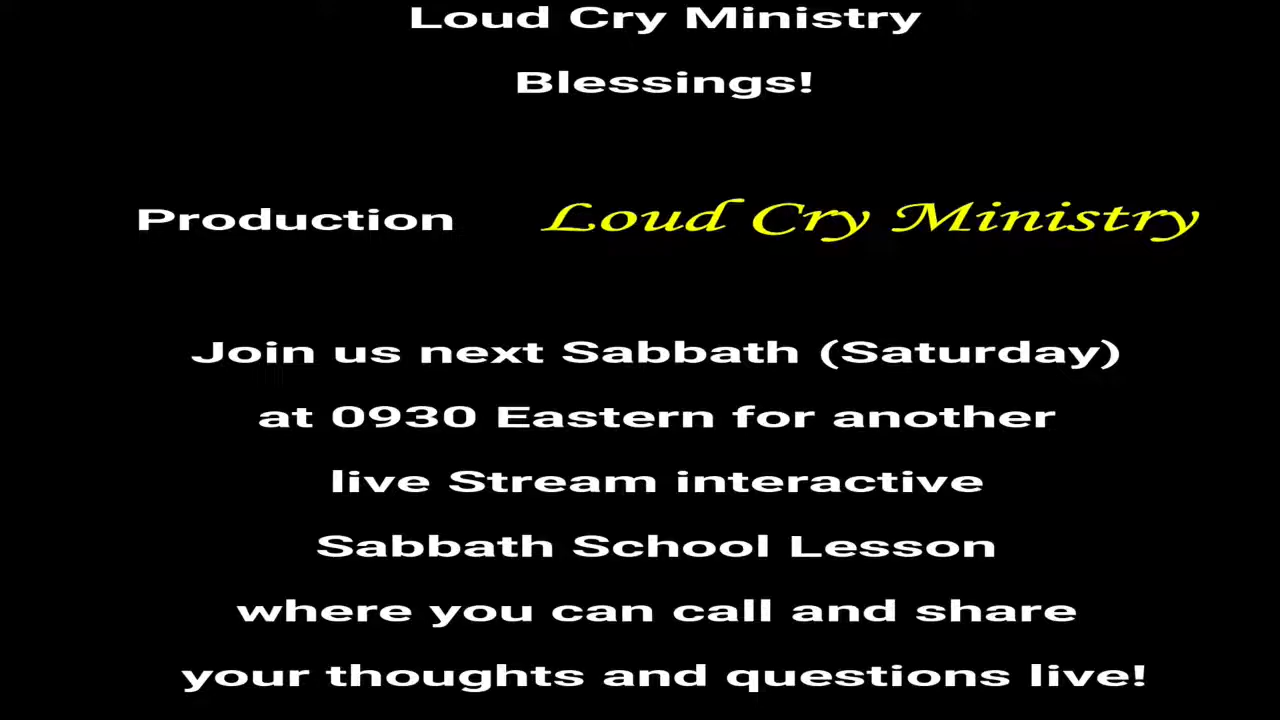 Loud Cry Ministry
Blessings!
Production Loud Cry Ministry
Join us next Sabbath (Saturday)
at 0930 Eastern for another
live Stream interactive
Sabbath School Lesson
where you can call and share
your thoughts and questions live!